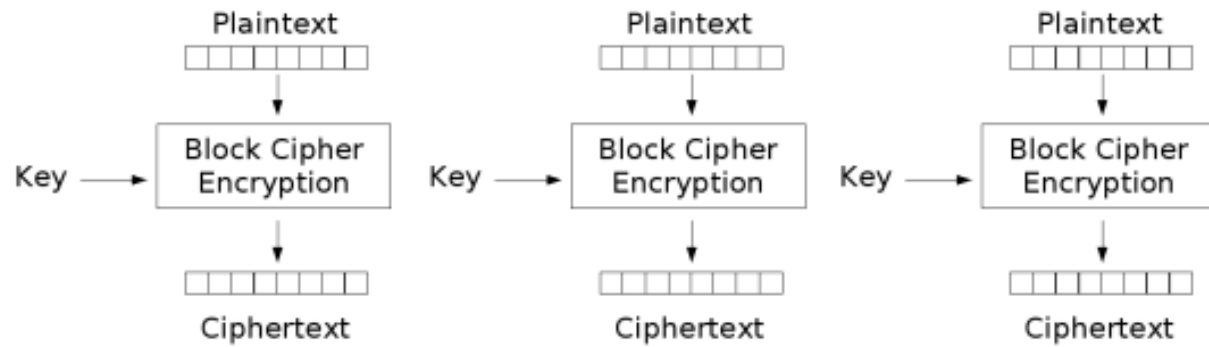 Plaintext Plaintext Plaintext
Block Cipher Block Cipher Block Cipher
Key Encryption Key Encryption Key Encryption
Ciphertext Ciphertext Ciphertext